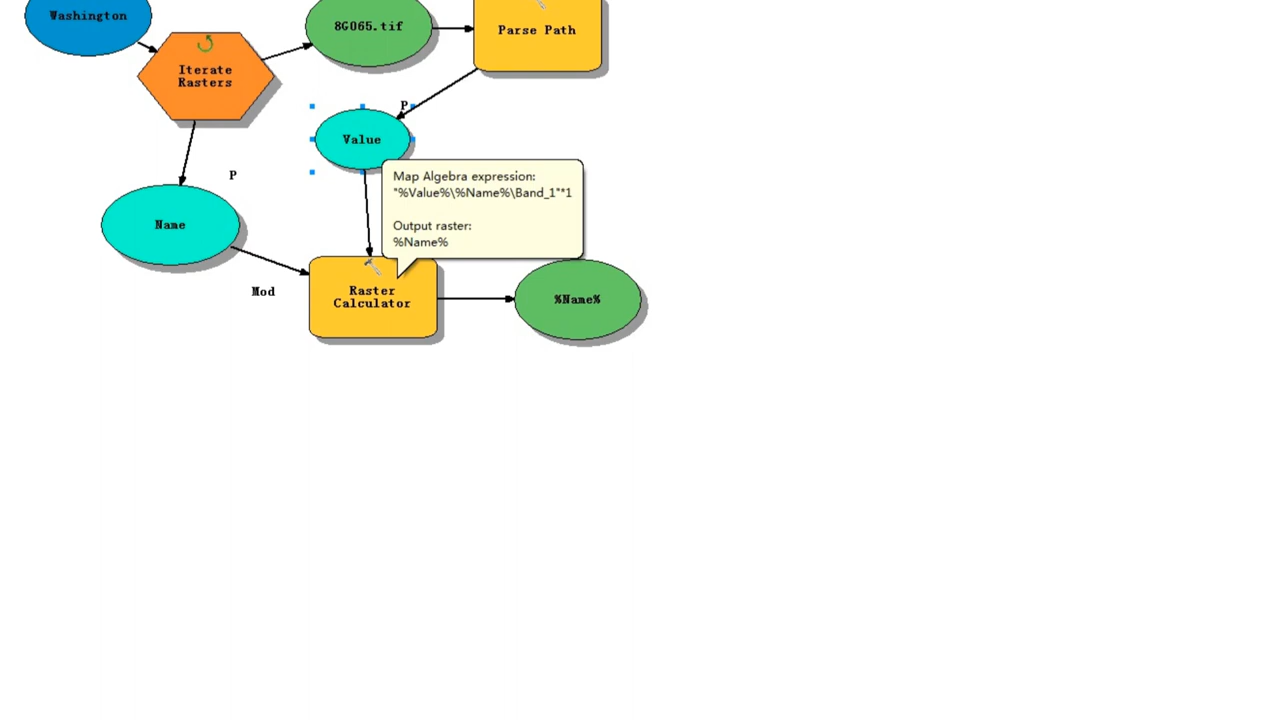 Washington
8G065.tif
Parse Path
Iterate
Rasters
P
Value
P
Map Algebra expression:
"%Value%\%Name%\Band_1"*1
Output raster:
%Name%
Name
Mod
Raster
Calculator
%Name%